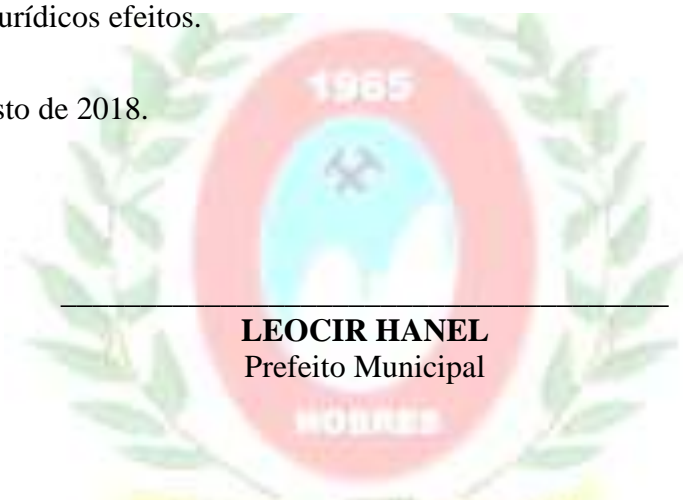 urídicos efeitos.
sto de 2018.
1965
LEOCIR HANEL
Prefeito Municipal
NOBRES